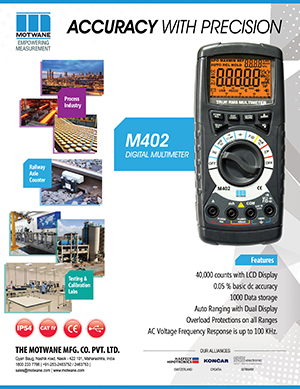 MOTWANE
EMPOWERING
MEASUREMENT
ACCURACY WITH PRECISION
Process
Industry
Railway
Axle
Counter
Testing &
Calibration
Labs
M402
DIGITAL MULTIMETER
TRUE RMS MULTIMETER
M402
Features
40,000 counts with LCD Display
0.05 % basic dc accuracy
1000 Data storage
Auto Ranging with Dual Display
Overload Protections on all Ranges
AC Voltage Frequency Response is up to 100 KHz.
IP54
CAT IV
CE
THE MOTWANE MFG. CO. PVT. LTD.
Gyan Baug, Nashik road, Nasik - 422 101, Maharashtra, India
sales@motwane.com | www.motwane.com
OUR ALLIANCES
HAEFELY
HIPOTRONICS
KONCAR
SWITZERLAND
CROATIA
GERMANY